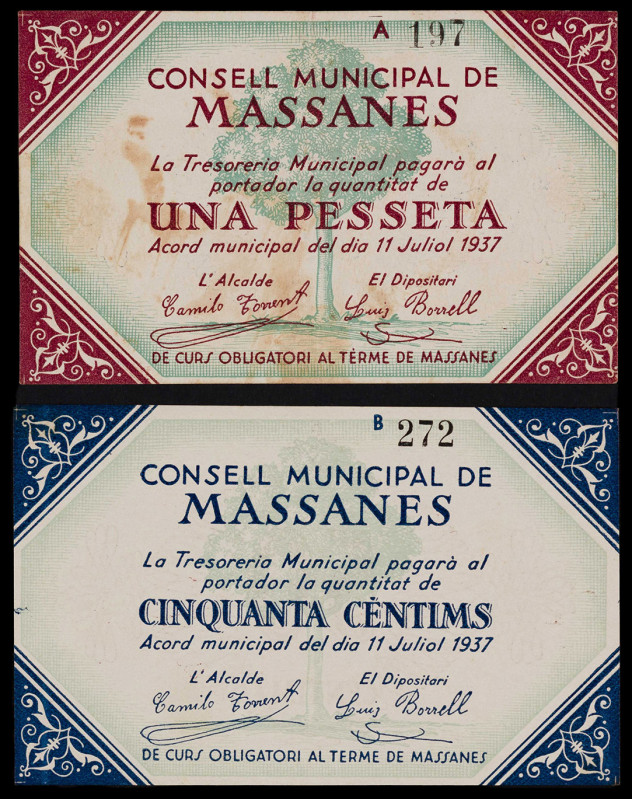 A 197
CONSELL MUNICIPAL DE
MASSANES
La Tresoreria Municipal pagarà al
portador la quantitat de
UNA PESSETA
Acord municipal del dia 11 Juliol 1937
L'Alcalde El Dipositari
Camilo Torrent Luis Borrell
DE CURS OBLIGATORI AL TÈRME DE MASSANES
B 272
CONSELL MUNICIPAL DE
MASSANES
La Tresoreria Municipal pagarà al
portador la quantitat de
CINQUANTA CÈNTIMS
Acord municipal del dia 11 Juliol 1937
L'Alcalde El Dipositari
Camilo Torrent Luis Borrell
DE CURS OBLIGATORI AL TERME DE MASSANES